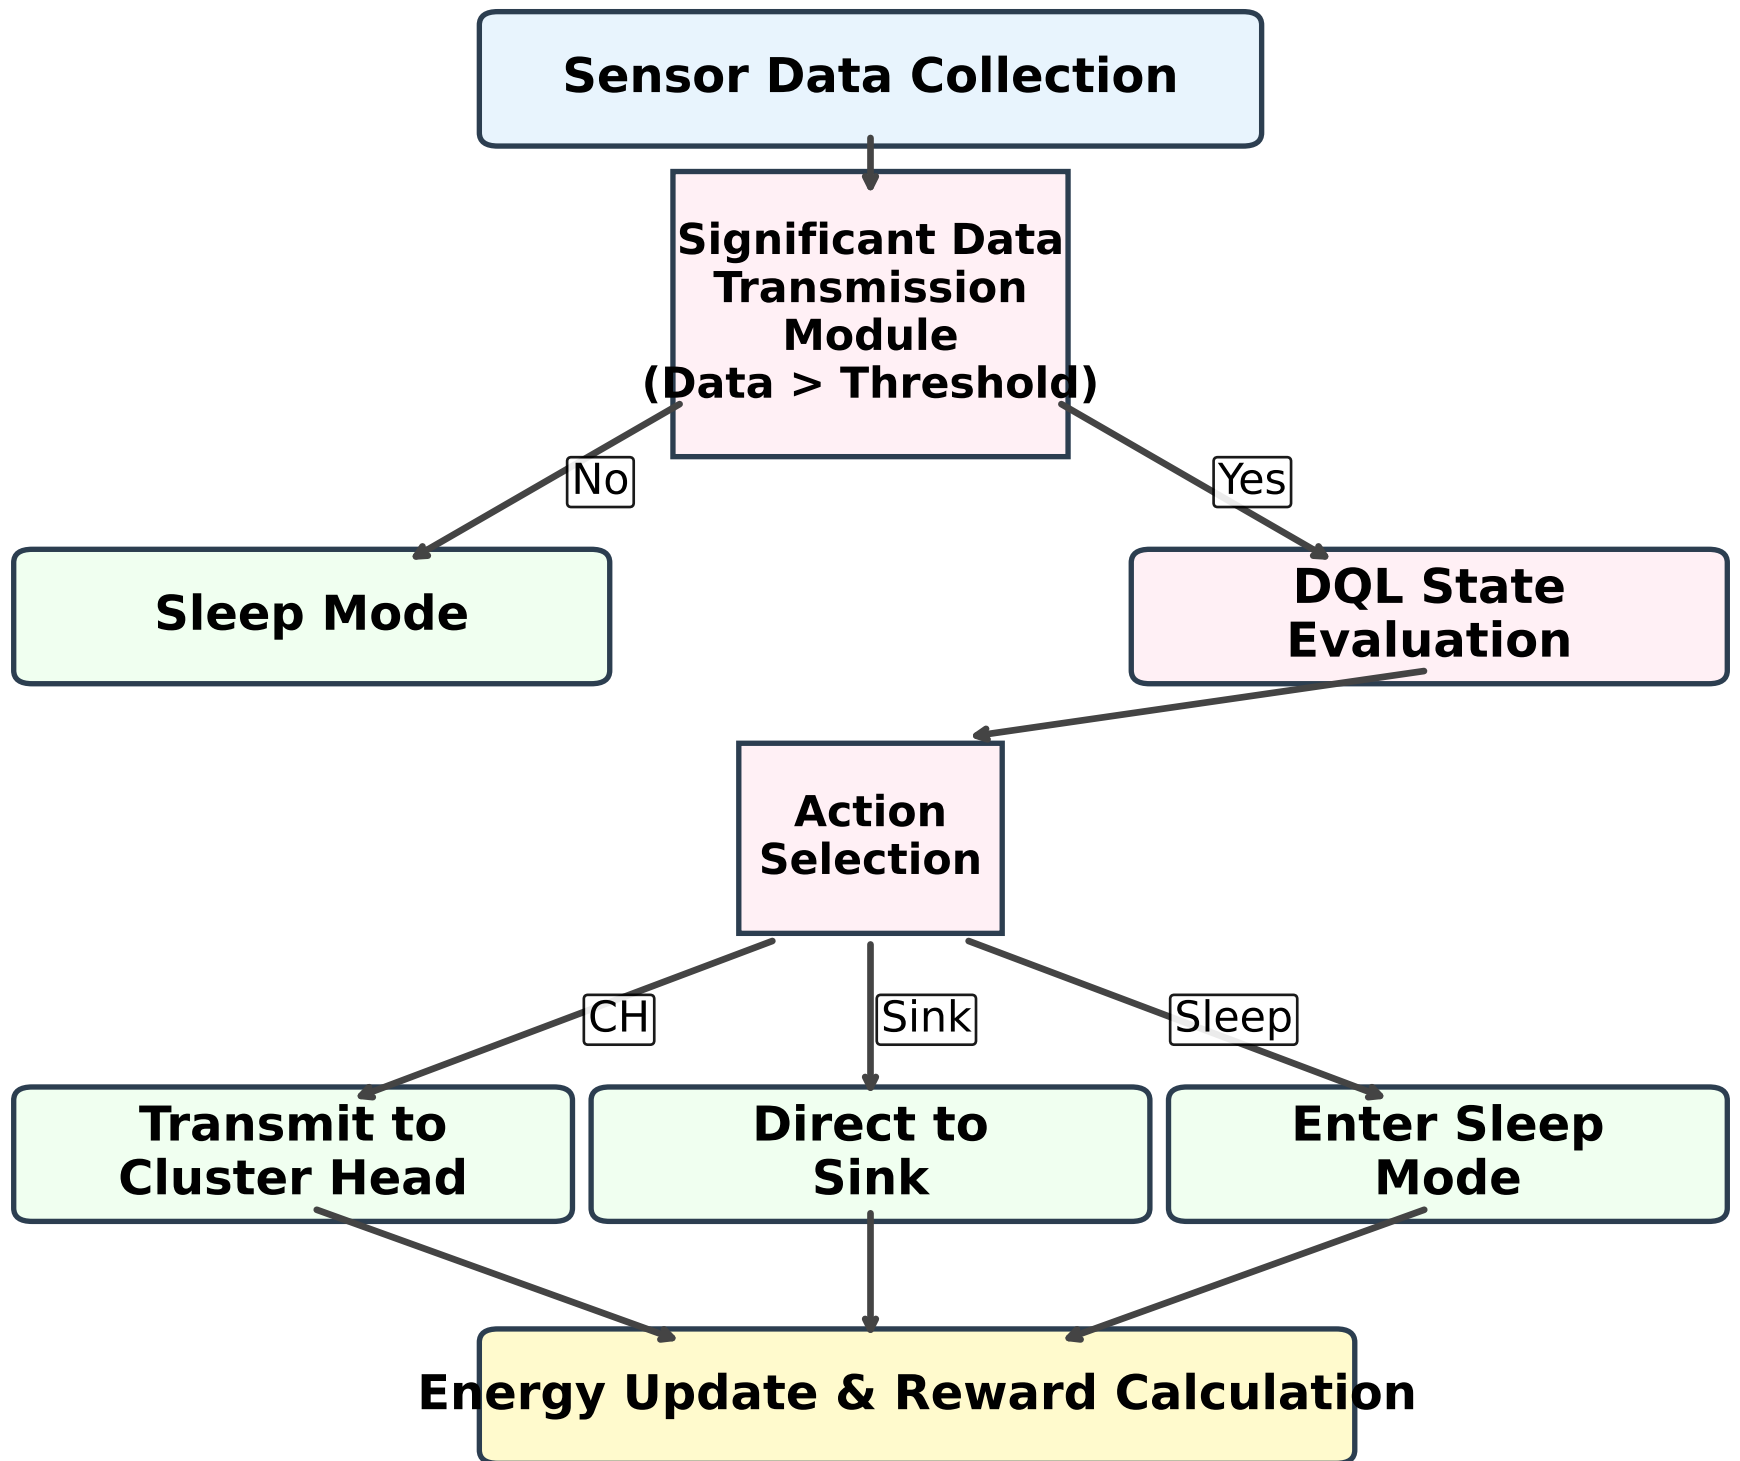 Sensor Data Collection
Significant Data
Transmission
Module
(Data > Threshold)
No
Yes
Sleep Mode
DQL State
Evaluation
Action
Selection
CH
Sink
Sleep
Transmit to
Cluster Head
Direct to
Sink
Enter Sleep
Mode
Energy Update & Reward Calculation